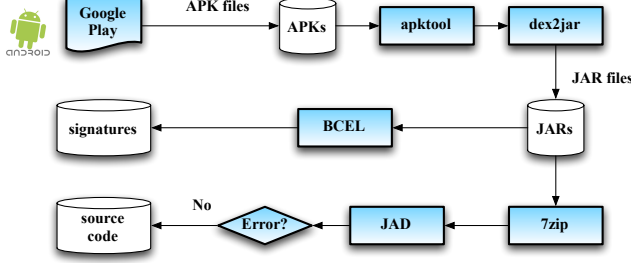 Google
Play
APK files
APKs
apktool
dex2jar
ANDROID
JAR files
signatures
BCEL
JARs
source
code
No
Error?
JAD
7zip